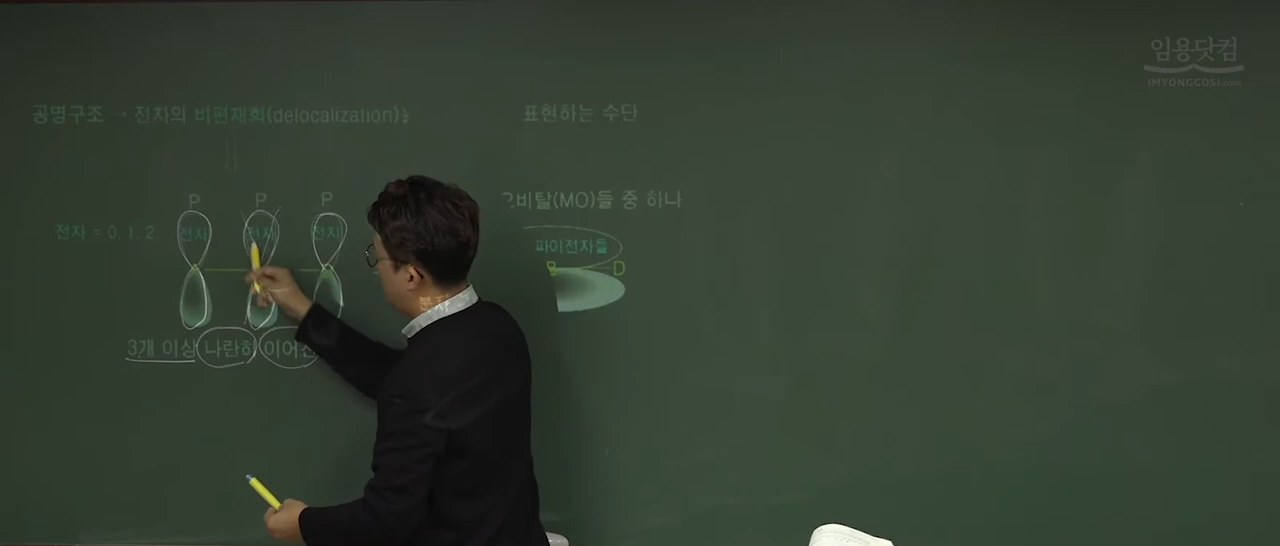 임용닷컴
IMYONGGOSI.com
공명구조 → 전자의 비편재화(delocalization)를 표현하는 수단
P P P
비탈(MO)들 중 하나
전자 = 0, 1, 2 전자 전자 전자
파이전자들
D
3개 이상 나란히 이어진